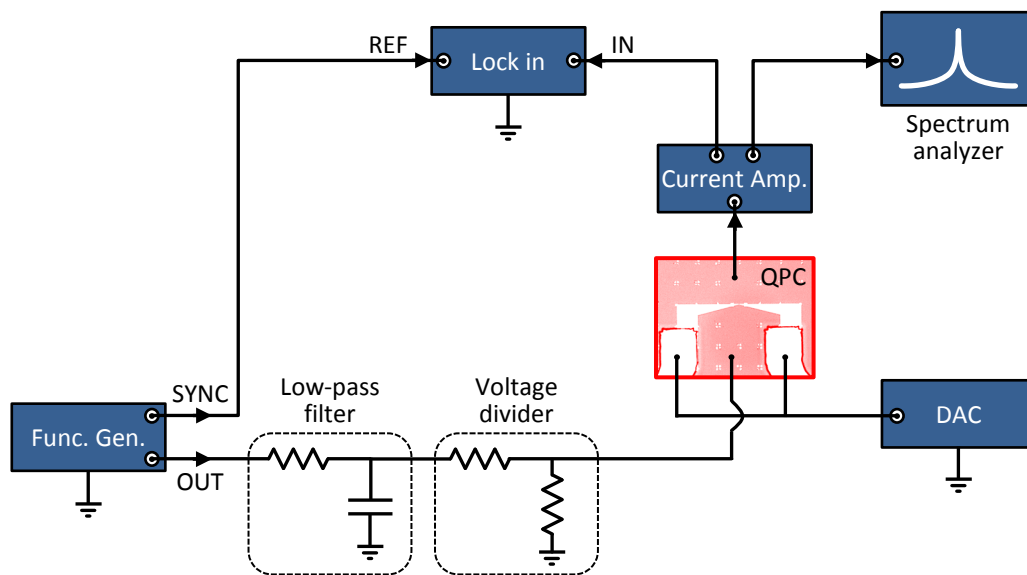 REF
Lock in
IN
Spectrum
analyzer
Current Amp.
QPC
SYNC
Func. Gen.
OUT
Low-pass
filter
Voltage
divider
DAC